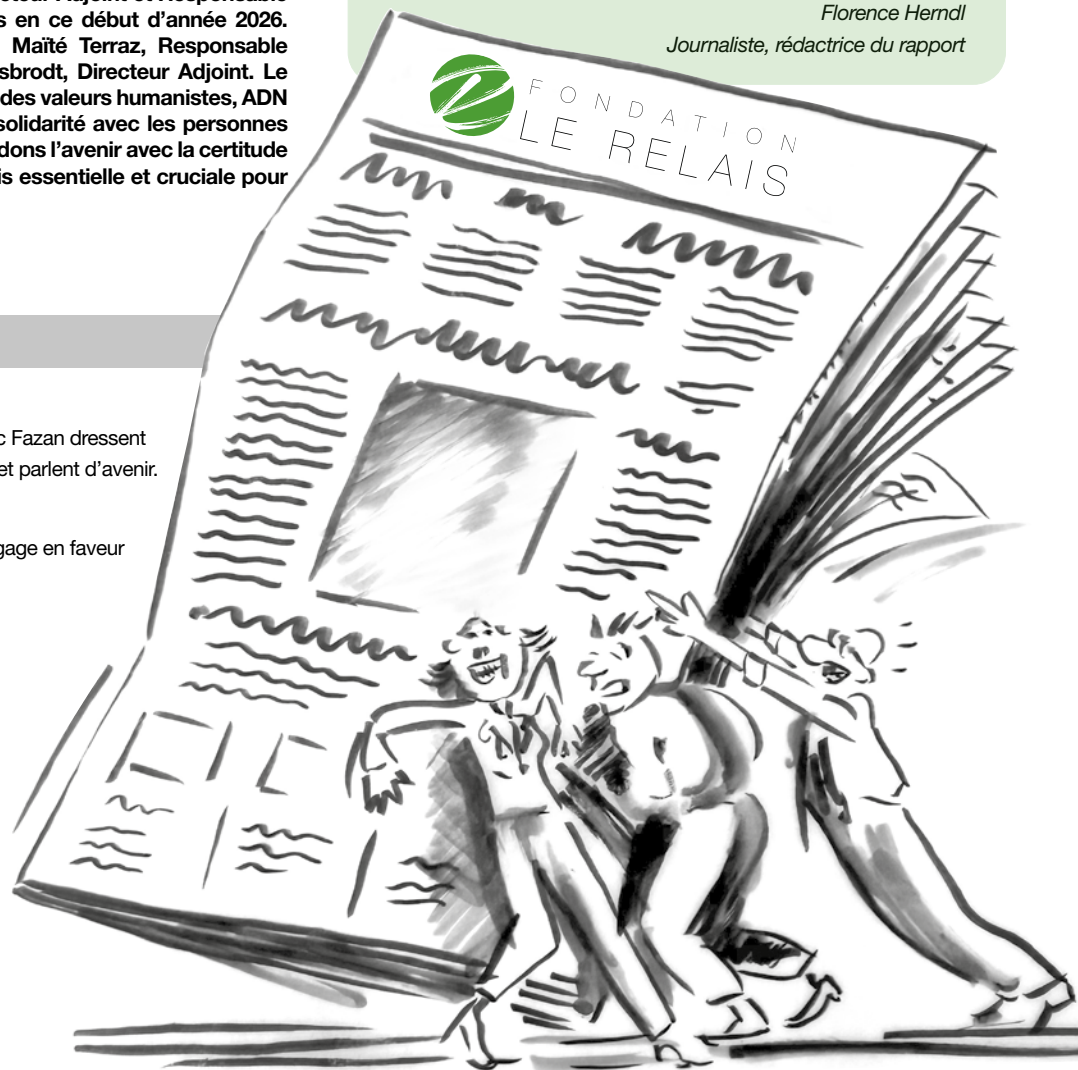 cteur Adjoint et Responsable
s en ce début d’année 2026.
Maïté Terraz, Responsable
sbrodt, Directeur Adjoint. Le
des valeurs humanistes, ADN
solidarité avec les personnes
dons l’avenir avec la certitude
is essentielle et cruciale pour
Florence Herndl
Journaliste, rédactrice du rapport
FONDATION
LE RELAIS
c Fazan dressent
et parlent d’avenir.
gage en faveur